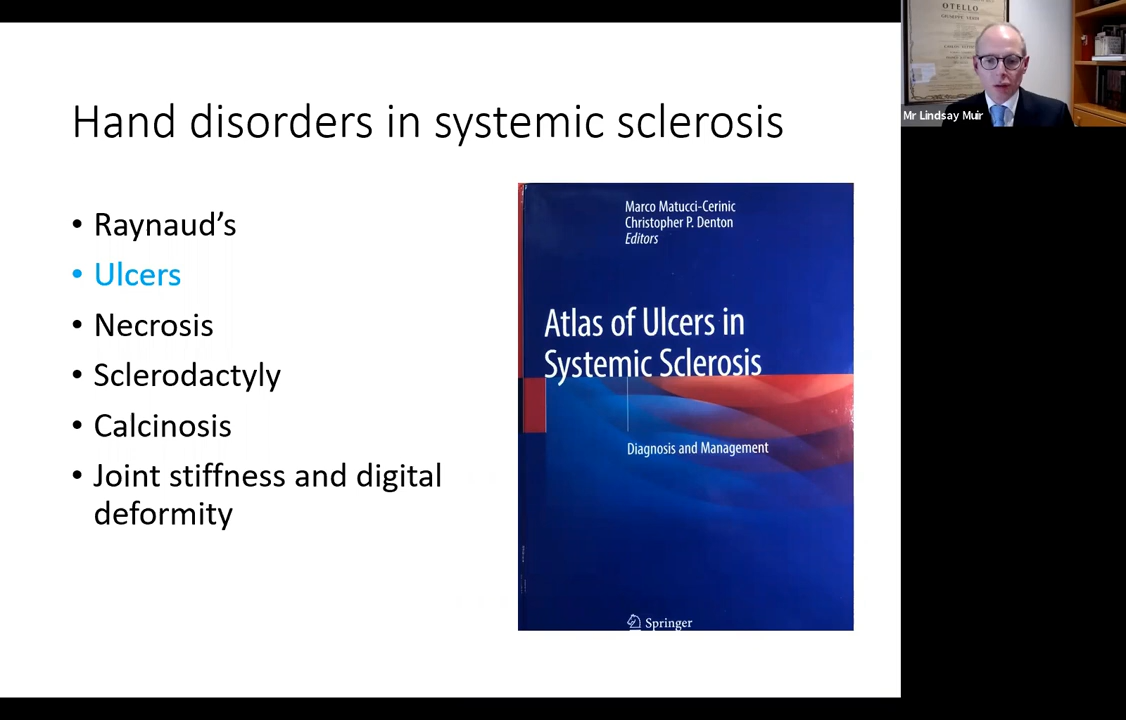 Hand disorders in systemic sclerosis
• Raynaud’s
• Ulcers
• Necrosis
• Sclerodactyly
• Calcinosis
• Joint stiffness and digital
deformity
Marco Matucci-Cerinic
Christopher P. Denton
Editors
Atlas of Ulcers in
Systemic Sclerosis
Diagnosis and Management
Springer
OTELLO
Mr Lindsay Muir